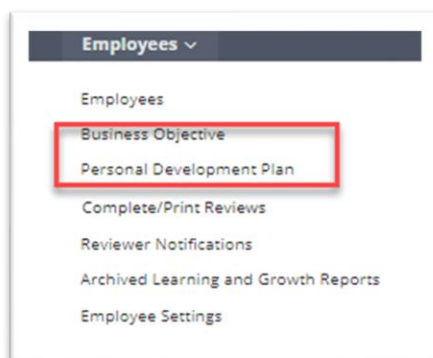 Employees
Employees
Business Objective
Personal Development Plan
Complete/Print Reviews
Reviewer Notifications
Archived Learning and Growth Reports
Employee Settings